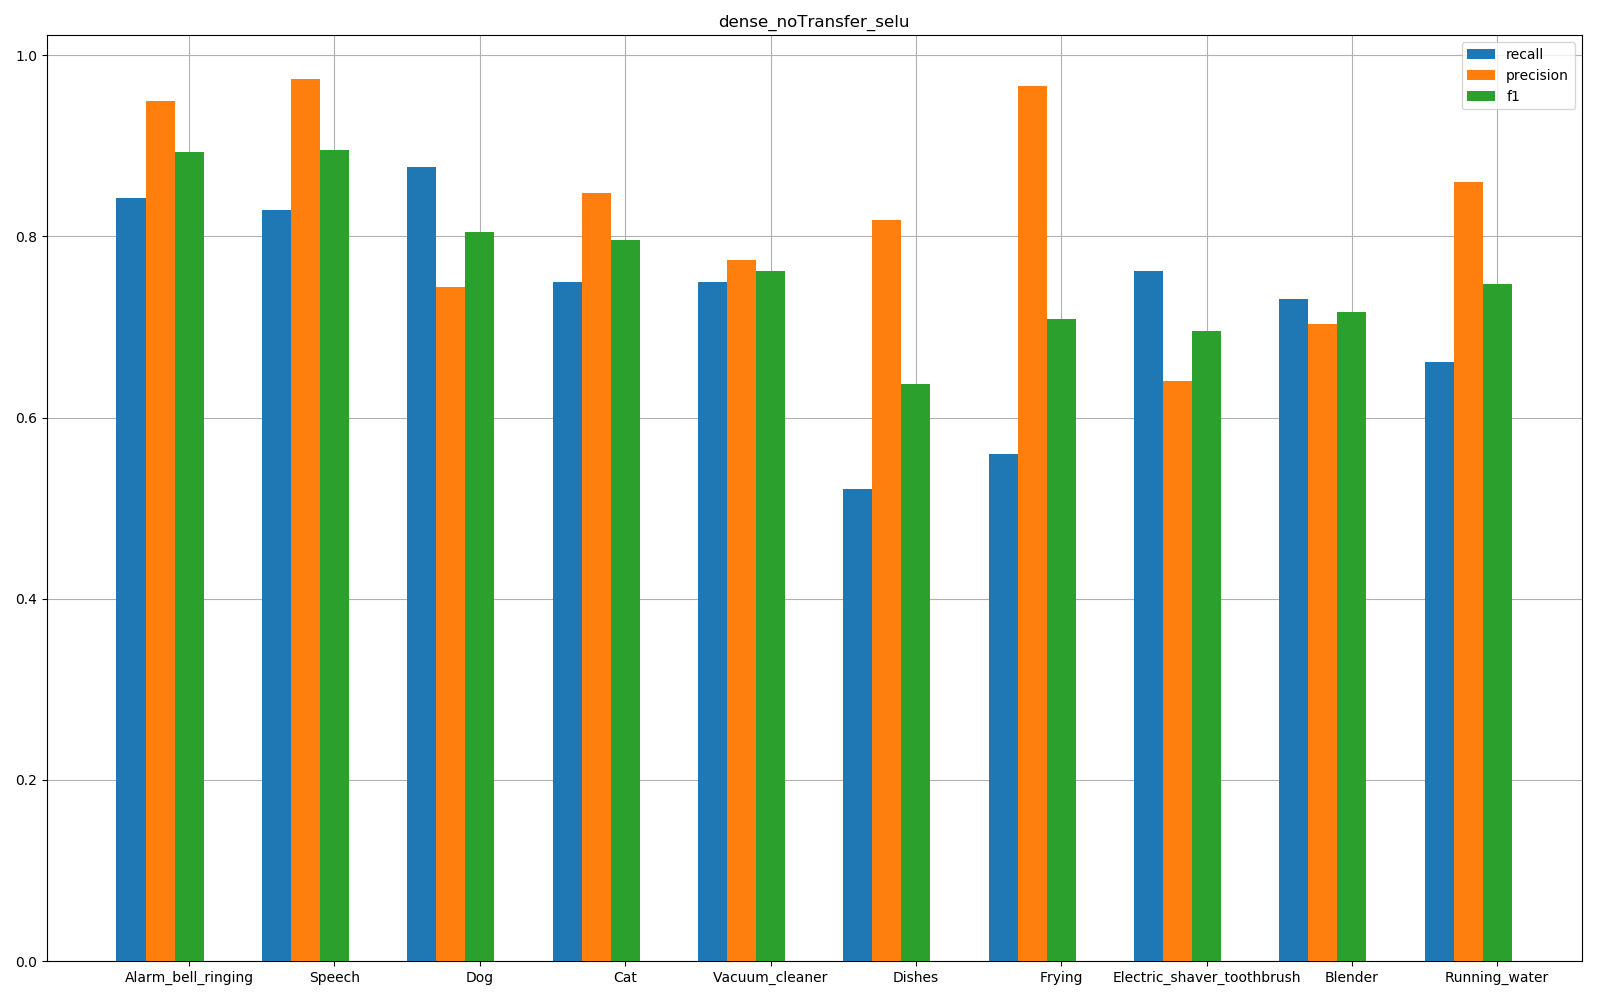 dense_noTransfer_selu
recall
precision
f1
1.0
0.8
0.6
0.4
0.2
0.0
Alarm_bell_ringing Speech Dog Cat Vacuum_cleaner Dishes Frying Electric_shaver_toothbrush Blender Running_water